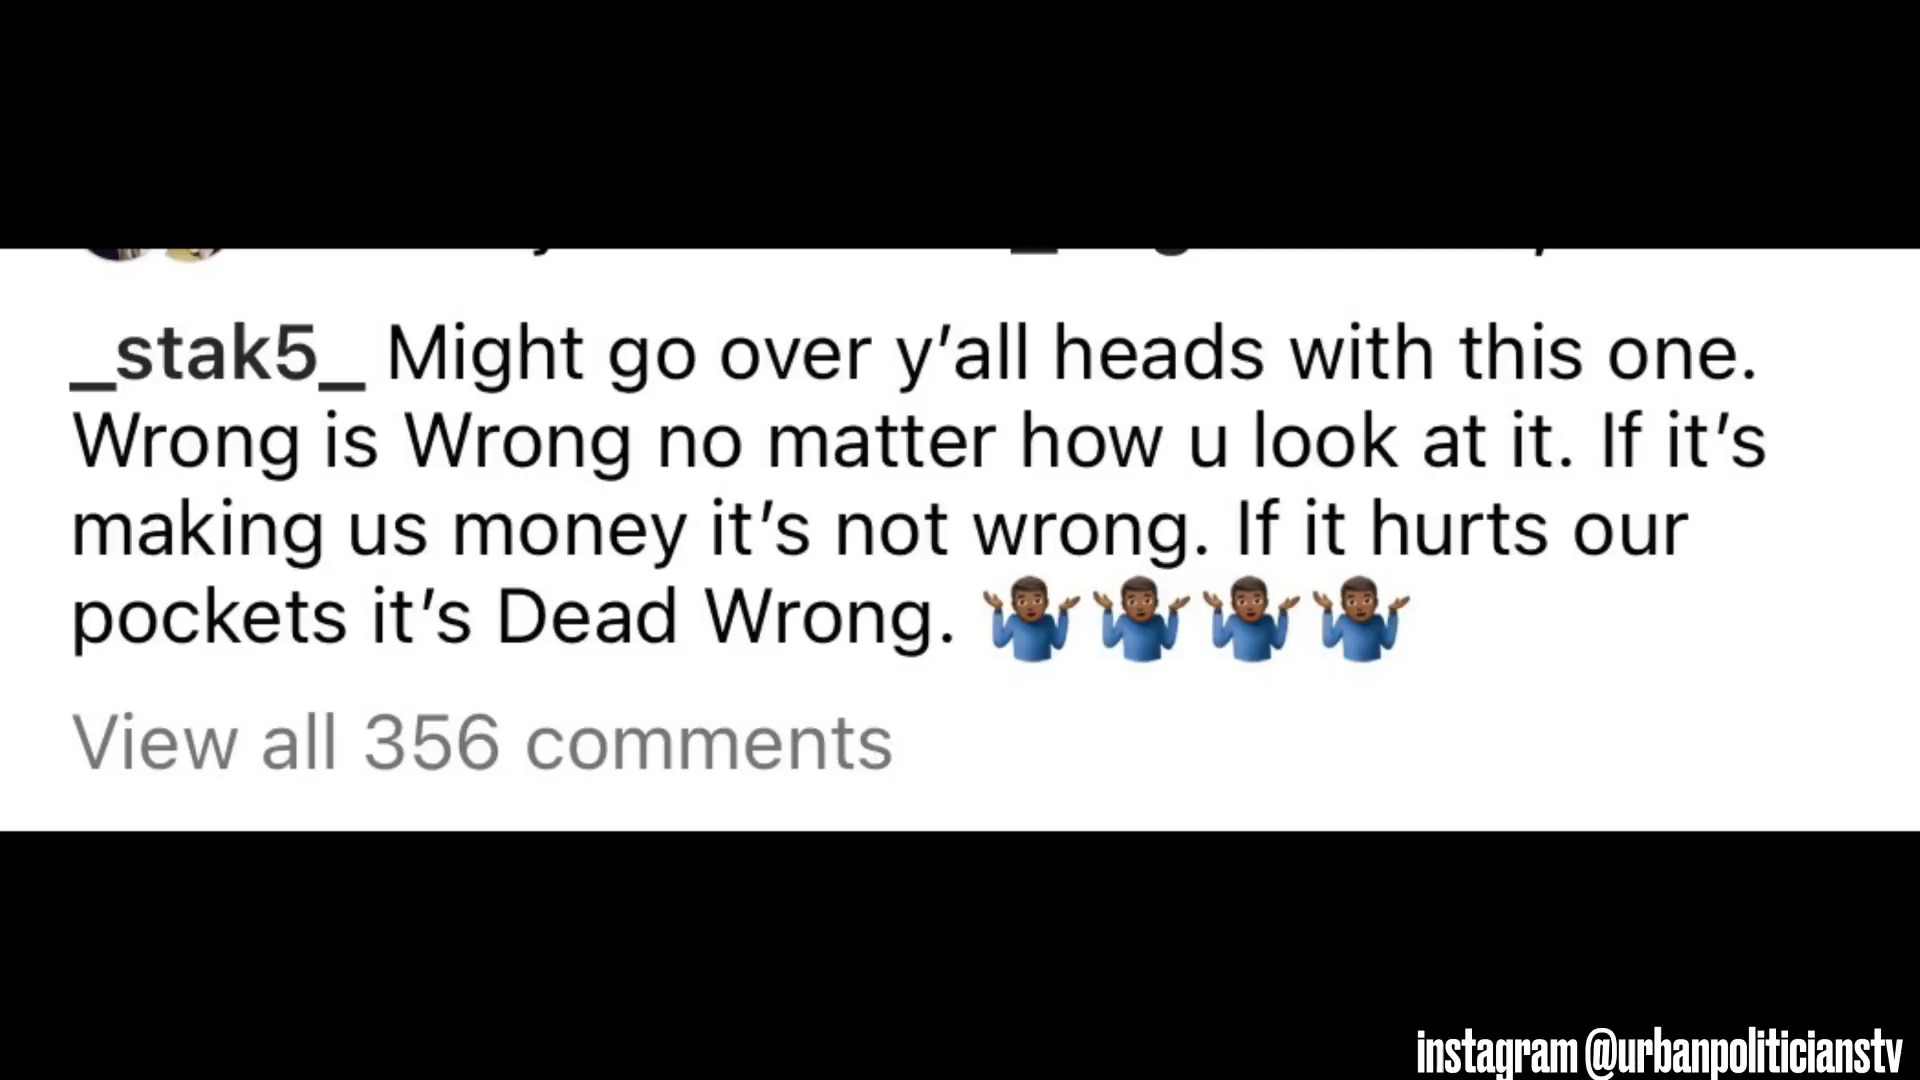 _stak5_ Might go over y’all heads with this one.
Wrong is Wrong no matter how u look at it. If it’s
making us money it’s not wrong. If it hurts our
pockets it’s Dead Wrong. 🤷🏾‍♂️🤷🏾‍♂️🤷🏾‍♂️🤷🏾‍♂️
View all 356 comments
instagram @urbanpoliticianstv